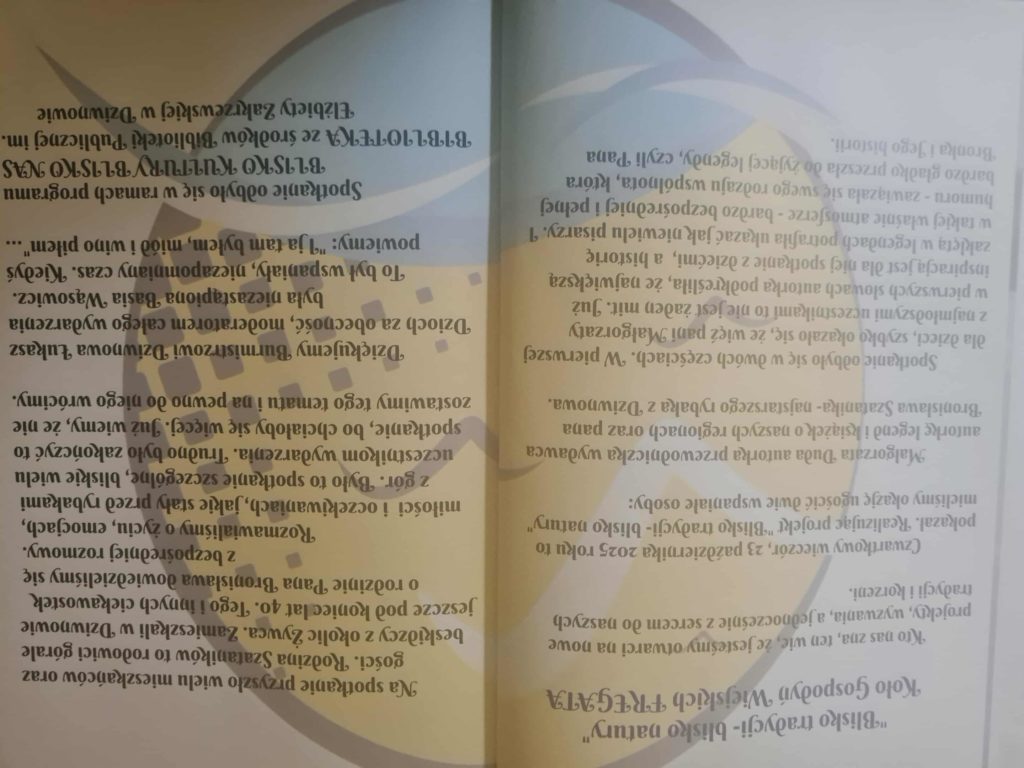 "Blisko tradycji- blisko natury"
Koło Gospodyń Wiejskich FREGATA
Kto nas zna, ten wie, że jesteśmy otwarci na nowe
projekty, wyzwania, a jednocześnie z sercem do naszych
tradycji i korzeni.
Czwartkowy wieczór, 23 października 2025 roku to
pokazał. Realizując projekt "Blisko tradycji- blisko natury"
mieliśmy okazję ugościć dwie wspaniałe osoby:
Małgorzata Duda autorka przewodniczka wydawca
autorkę legend i książek o naszych regionach oraz pana
Bronisława Szatanika- najstarszego rybaka z Dziwnowa.
Spotkanie odbyło się w dwóch częściach. W pierwszej
dla dzieci, szybko okazało się, że więź pani Małgorzaty
z najmłodszymi uczestnikami to nie jest żaden mit. Już
w pierwszych słowach autorka podkreśliła, że największą
inspiracją jest dla niej spotkanie z dziećmi, a historię
zaklętą w legendach potrafiła ukazać jak niewielu pisarzy. I
w takiej właśnie atmosferze - bardzo bezpośredniej i pełnej
humoru - zawiązała się swego rodzaju wspólnota, która
bardzo gładko przeszła do żyjącej legendy, czyli Pana
Bronka i Jego historii.
Na spotkanie przyszło wielu mieszkańców oraz
gości. Rodzina Szataników to rodowici górale
beskidzcy z okolic Żywca. Zamieszkali w Dziwnowie
jeszcze pod koniec lat 40. Tego i innych ciekawostek
o rodzinie Pana Bronisława dowiedzieliśmy się
z bezpośredniej rozmowy.
Rozmawialiśmy o życiu, emocjach,
miłości i oczekiwaniach, jakie stały przed rybakami
z gór. Było to spotkanie szczególne, bliskie wielu
uczestnikom wydarzenia. Trudno było zakończyć to
spotkanie, bo chciałoby się więcej. Już wiemy, że nie
zostawimy tego tematu i na pewno do niego wrócimy.
Dziękujemy Burmistrzowi Dziwnowa Łukasz
Dzioch za obecność, moderatorem całego wydarzenia
była niezastąpiona Basia Wąsowicz.
To był wspaniały, niezapomniany czas. Kiedyś
powiemy: "I ja tam byłem, miód i wino piłem"...
Spotkanie odbyło się w ramach programu
BLISKO KULTURY BLISKO NAS
BIBLIOTEKA ze środków Biblioteki Publicznej im.
Elżbiety Zakrzewskiej w Dziwnowie